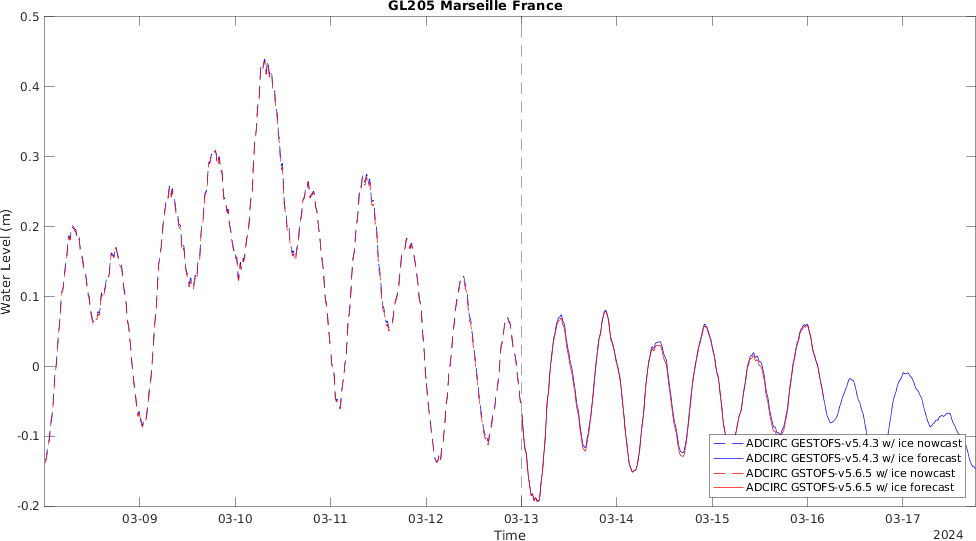 GL205 Marseille France
0.5
0.4
0.3
0.2
0.1
0
-0.1
-0.2
Water Level (m)
03-09
03-10
03-11
03-12
03-13
03-14
03-15
03-16
03-17
Time
2024
ADCIRC GESTOFS-v5.4.3 w/ ice nowcast
ADCIRC GESTOFS-v5.4.3 w/ ice forecast
ADCIRC GSTOFS-v5.6.5 w/ ice nowcast
ADCIRC GSTOFS-v5.6.5 w/ ice forecast